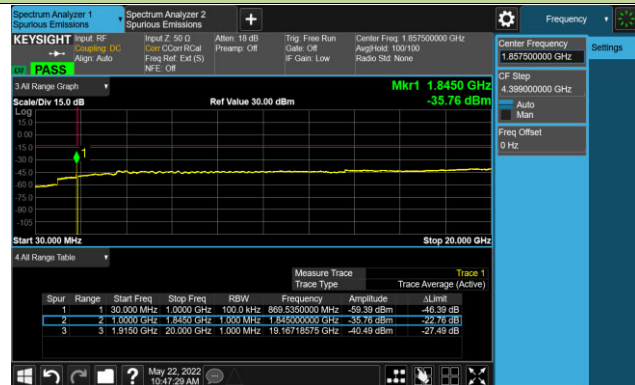 Spectrum Analyzer 1
Spurious Emissions
Spectrum Analyzer 2
Spurious Emissions
+
Frequency
KEYSIGHT
Input: RF
Coupling: DC
Align: Auto
Input Z: 50 Ω
Corr CCorr RCal
Freq Ref: Ext (S)
NFE: Off
Atten: 18 dB
Preamp: Off
Trig: Free Run
Gate: Off
IF Gain: Low
Center Freq: 1.857500000 GHz
Avg|Hold: 100/100
Radio Std: None
PASS
Center Frequency
1.857500000 GHz
Settings
CF Step
4.399000000 GHz
Auto
Man
Freq Offset
0 Hz
3 All Range Graph
Mkr1 1.8450 GHz
Scale/Div 15.0 dB
Ref Value 30.00 dBm
-35.76 dBm
Log
15.0
0.00
-15.0
-30.0
-45.0
-60.0
-75.0
-90.0
-105
1
Start 30.000 MHz
Stop 20.000 GHz
4 All Range Table
Measure Trace Trace 1
Trace Type Trace Average (Active)
Spur Range Start Freq Stop Freq RBW Frequency Amplitude ΔLimit
1 1 30.000 MHz 1.0000 GHz 100.0 kHz 869.5350000 MHz -59.39 dBm -46.39 dB
2 2 1.0000 GHz 1.8450 GHz 1.000 MHz 1.845000000 GHz -35.76 dBm -22.76 dB
3 3 1.9150 GHz 20.000 GHz 1.000 MHz 19.16718575 GHz -40.49 dBm -27.49 dB
?
May 22, 2022
10:47:29 AM